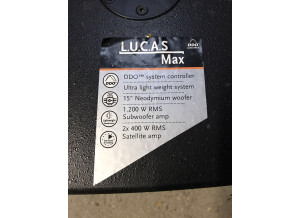 L.U.C.A.S
Max
DDO
DDO™ system controller
Ultra light weight system
15" Neodymium woofer
1.200 W RMS
Subwoofer amp
2x 400 W RMS
Satellite amp